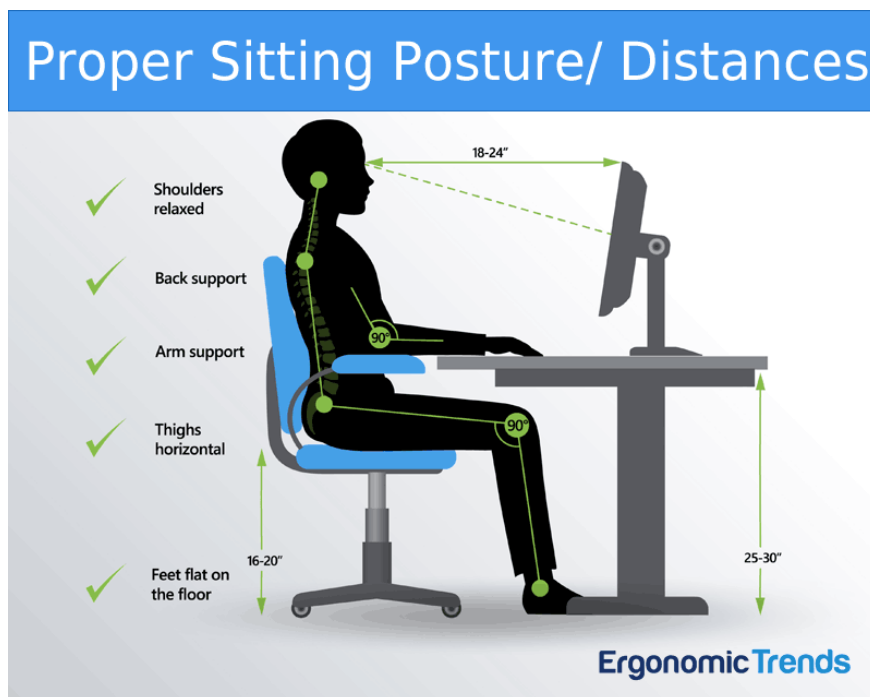 Proper Sitting Posture/ Distances
18-24”
Shoulders
relaxed
Back support
90°
Arm support
Thighs
horizontal
90°
16-20”
25-30”
Feet flat on
the floor
ErgonomicTrends